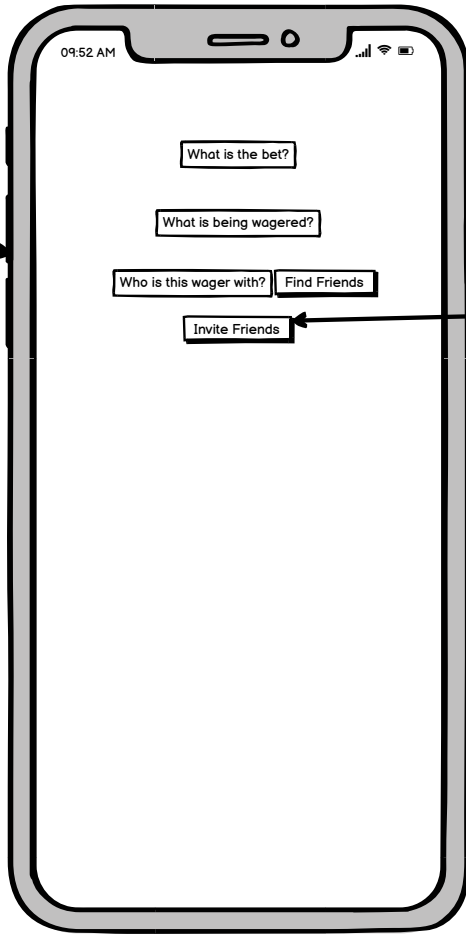 09:52 AM
What is the bet?
What is being wagered?
Who is this wager with? Find Friends
Invite Friends